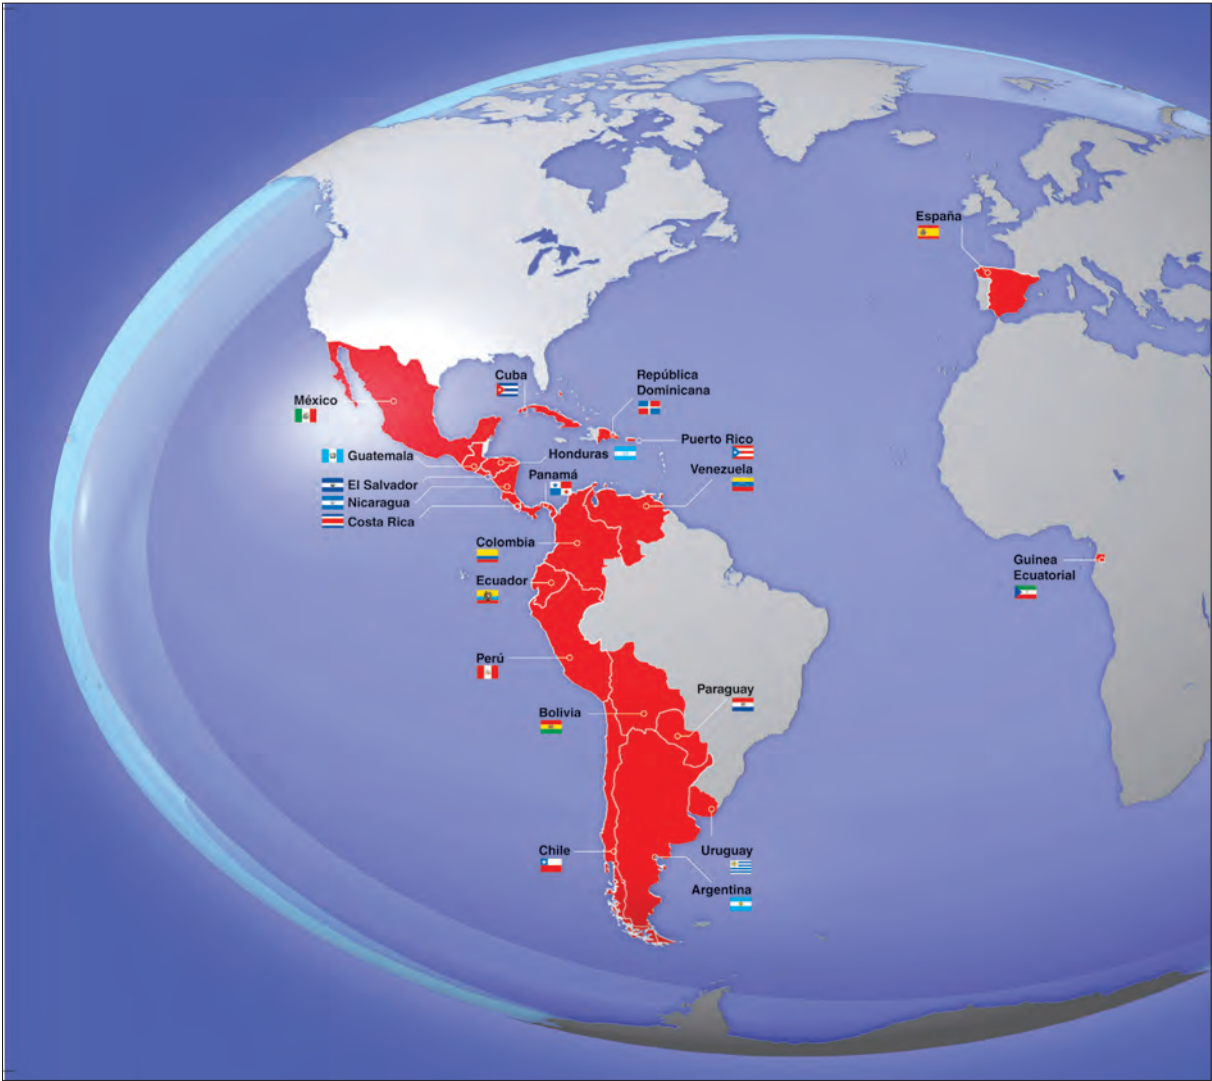 España
Cuba
República
Dominicana
México
Puerto Rico
Guatemala
Honduras
Venezuela
Panamá
El Salvador
Nicaragua
Costa Rica
Colombia
Guinea
Ecuatorial
Ecuador
Perú
Paraguay
Bolivia
Chile
Uruguay
Argentina